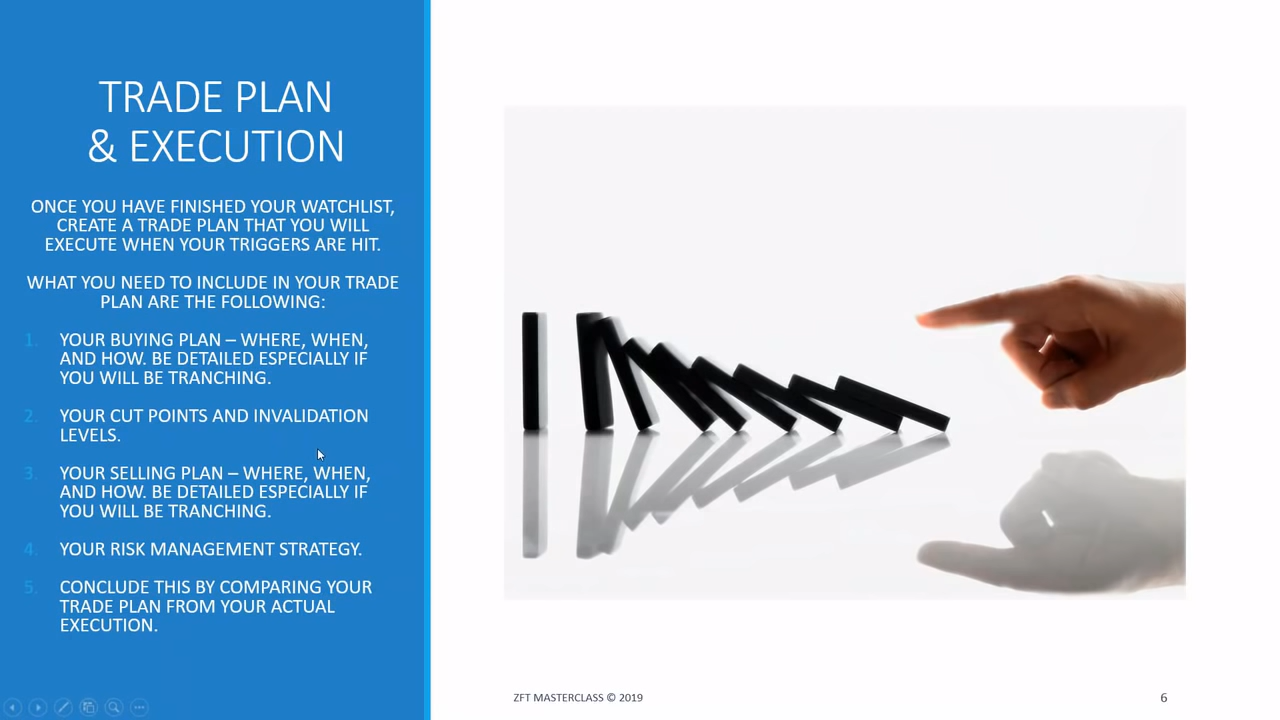 TRADE PLAN
& EXECUTION
ONCE YOU HAVE FINISHED YOUR WATCHLIST,
CREATE A TRADE PLAN THAT YOU WILL
EXECUTE WHEN YOUR TRIGGERS ARE HIT.
WHAT YOU NEED TO INCLUDE IN YOUR TRADE
PLAN ARE THE FOLLOWING:
1. YOUR BUYING PLAN – WHERE, WHEN,
AND HOW. BE DETAILED ESPECIALLY IF
YOU WILL BE TRANCHING.
2. YOUR CUT POINTS AND INVALIDATION
LEVELS.
3. YOUR SELLING PLAN – WHERE, WHEN,
AND HOW. BE DETAILED ESPECIALLY IF
YOU WILL BE TRANCHING.
4. YOUR RISK MANAGEMENT STRATEGY.
5. CONCLUDE THIS BY COMPARING YOUR
TRADE PLAN FROM YOUR ACTUAL
EXECUTION.
ZFT MASTERCLASS © 2019
6